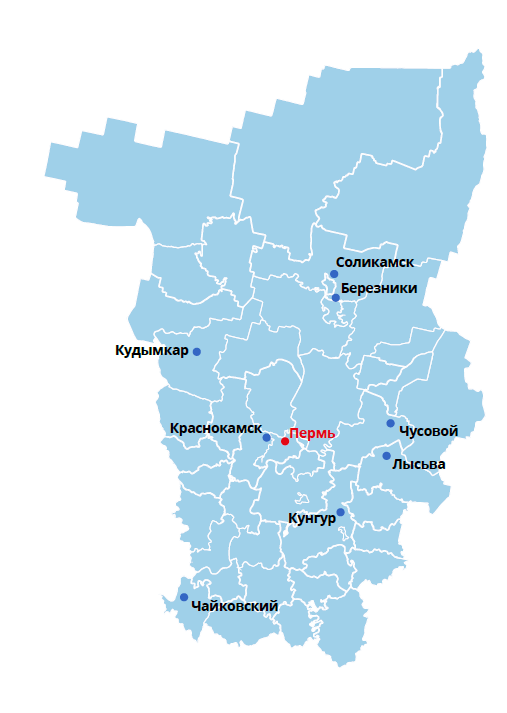 Соликамск
Березники
Кудымкар
Краснокамск
Пермь
Чусовой
Лысьва
Кунгур
Чайковский